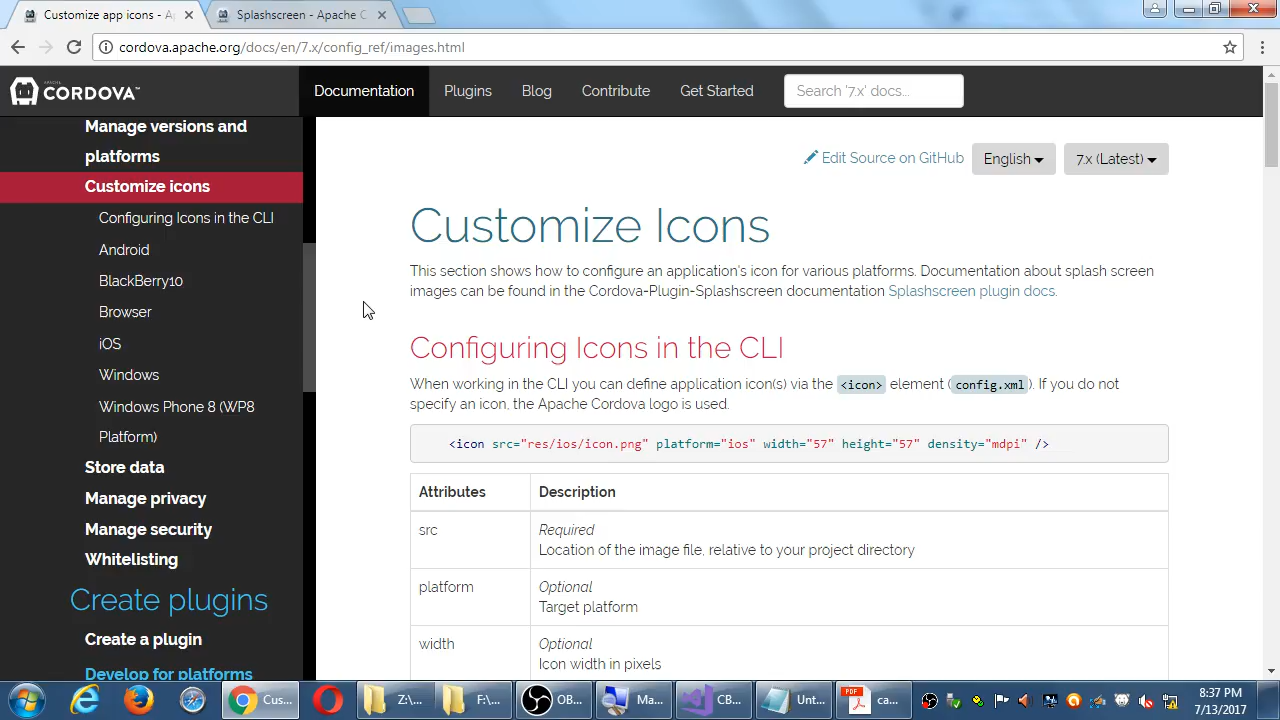 Customize app icons - A
Splashscreen - Apache C
cordova.apache.org/docs/en/7.x/config_ref/images.html
APACHE
CORDOVA™
Documentation
Plugins
Blog
Contribute
Get Started
Search '7.x' docs...
Manage versions and
platforms
Customize icons
Configuring Icons in the CLI
Android
BlackBerry10
Browser
iOS
Windows
Windows Phone 8 (WP8
Platform)
Store data
Manage privacy
Manage security
Whitelisting
Create plugins
Create a plugin
Develop for platforms
Edit Source on GitHub
English
7.x (Latest)
Customize Icons
This section shows how to configure an application's icon for various platforms. Documentation about splash screen
images can be found in the Cordova-Plugin-Splashscreen documentation Splashscreen plugin docs.
Configuring Icons in the CLI
When working in the CLI you can define application icon(s) via the <icon> element (config.xml). If you do not
specify an icon, the Apache Cordova logo is used.
<icon src="res/ios/icon.png" platform="ios" width="57" height="57" density="mdpi" />
Attributes Description
src Required
Location of the image file, relative to your project directory
platform Optional
Target platform
width Optional
Icon width in pixels
Cus...
Z:\...
F:\...
OB...
Ma...
CB...
Unt...
PDF
ca...
8:37 PM
7/13/2017